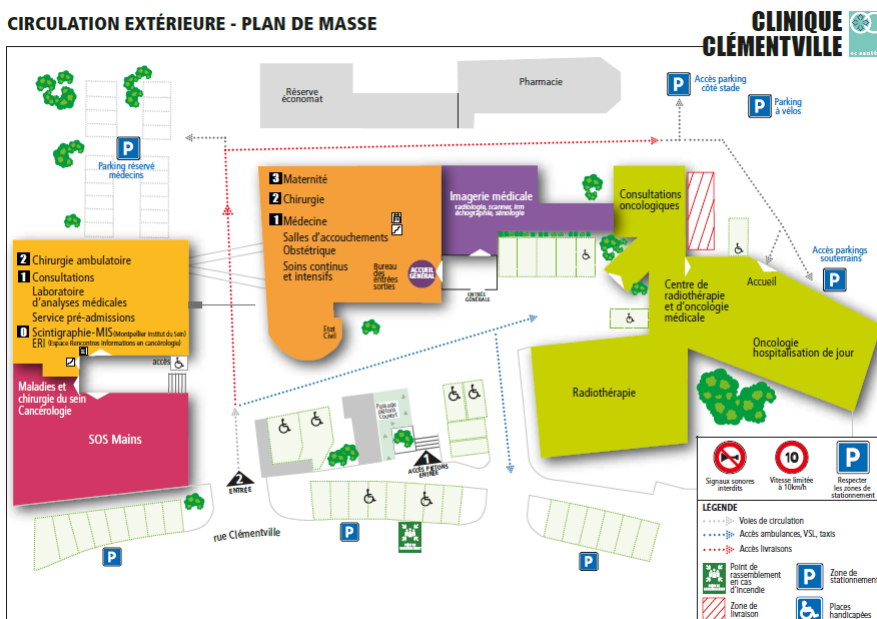 CIRCULATION EXTÉRIEURE - PLAN DE MASSE
CLINIQUE
CLÉMENTVILLE
oc santé
Réserve
économat
Pharmacie
P
Accès parking
côté stade
P
Parking
à vélos
P
Parking réservé
médecins
3 Maternité
2 Chirurgie
1 Médecine
Salles d'accouchements
Obstétrique
Soins continus
et intensifs
Bureau
des
entrées
sorties
ACCUEIL
GÉNÉRAL
Etat
Civil
Imagerie médicale
radiologie, scanner, irm
échographie, sénologie
ENTRÉE
GÉNÉRALE
Consultations
oncologiques
Accès parkings
souterrains
P
Centre de
radiothérapie
et d'oncologie
médicale
Accueil
Oncologie
hospitalisation de jour
Radiothérapie
2 Chirurgie ambulatoire
1 Consultations
Laboratoire
d'analyses médicales
Service pré-admissions
0 Scintigraphie-MIS (Montpellier Institut du Sein)
ERI (Espace Rencontres Informations en cancérologie)
accès
Maladies et
chirurgie du sein
Cancérologie
SOS Mains
2
ENTRÉE
1
ACCÈS PIÉTONS
ENTRÉE
rue Clémentville
P
P
P
Signaux sonores
interdits
10
Vitesse limitée
à 10km/h
P
Respecter
les zones de
stationnement
LÉGENDE
Voies de circulation
Accès ambulances, VSL, taxis
Accès livraisons
Point de
rassemblement
en cas
d'incendie
P
Zone de
stationnement
Zone de
livraison
Places
handicapées